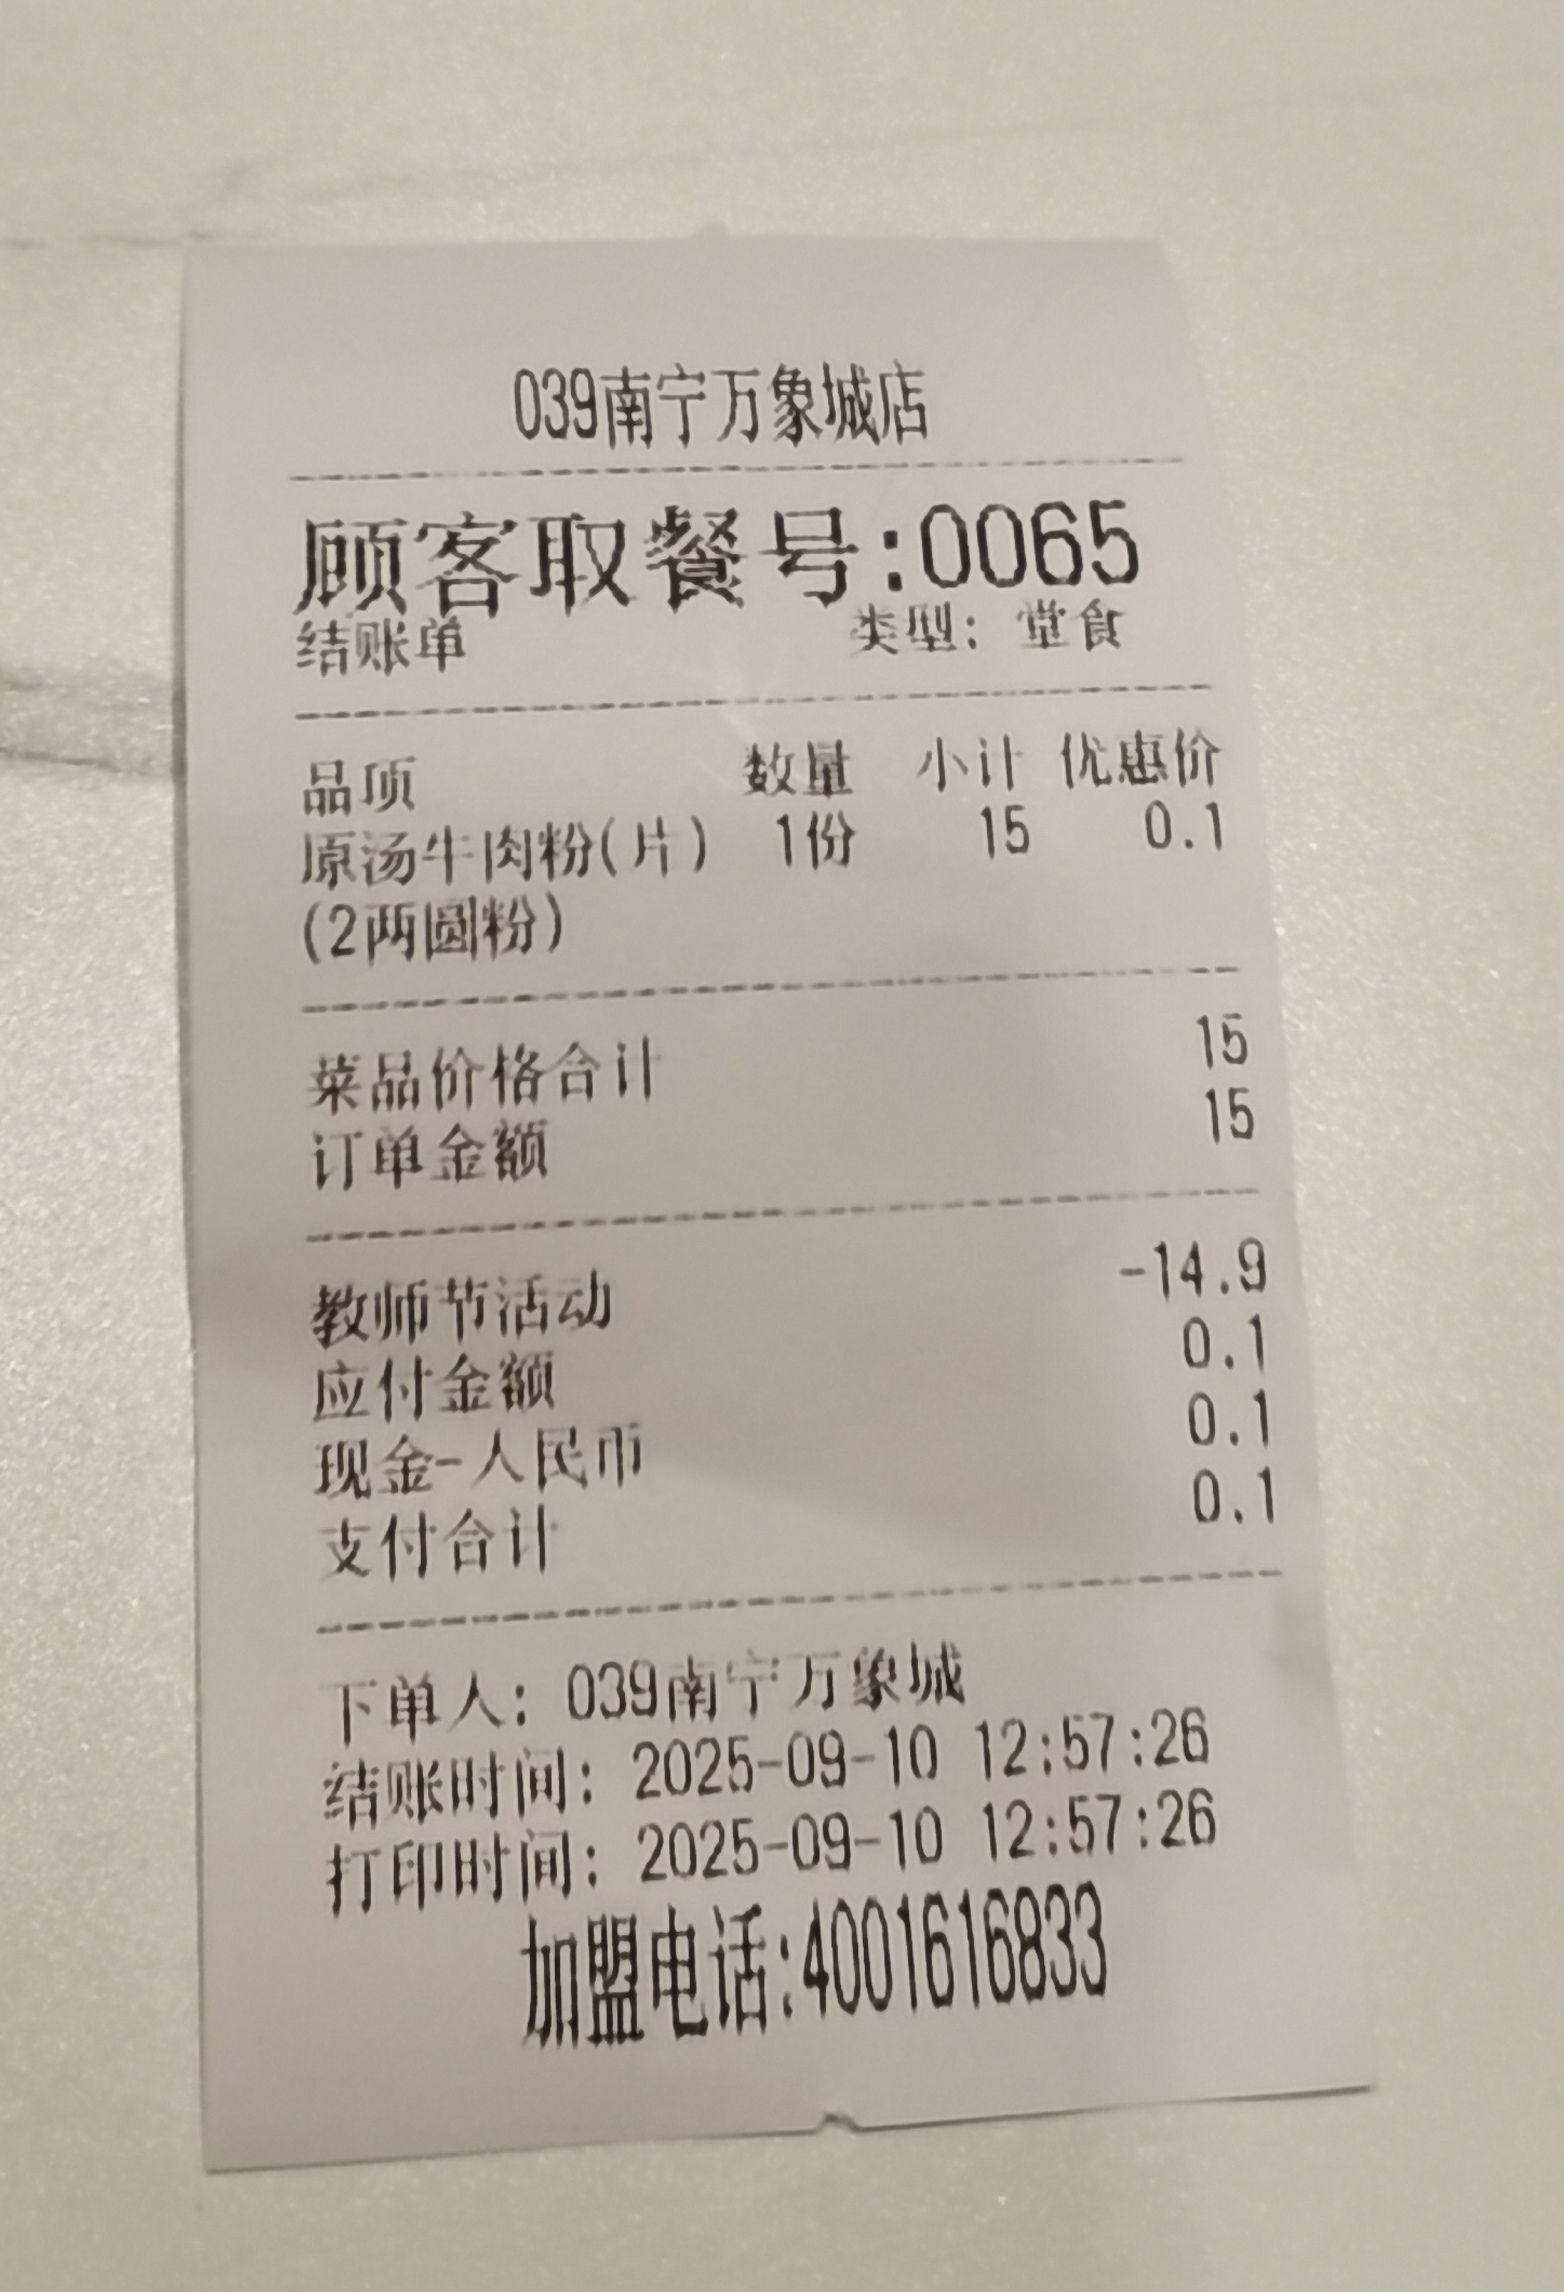 039南宁万象城店
顾客取餐号:0065
结账单 类型: 堂食
品项 数量 小计 优惠价
原汤牛肉粉(片) 1份 15 0.1
(2两圆粉)
菜品价格合计 15
订单金额 15
教师节活动 -14.9
应付金额 0.1
现金-人民币 0.1
支付合计 0.1
下单人: 039南宁万象城
结账时间: 2025-09-10 12:57:26
打印时间: 2025-09-10 12:57:26
加盟电话:4001616833